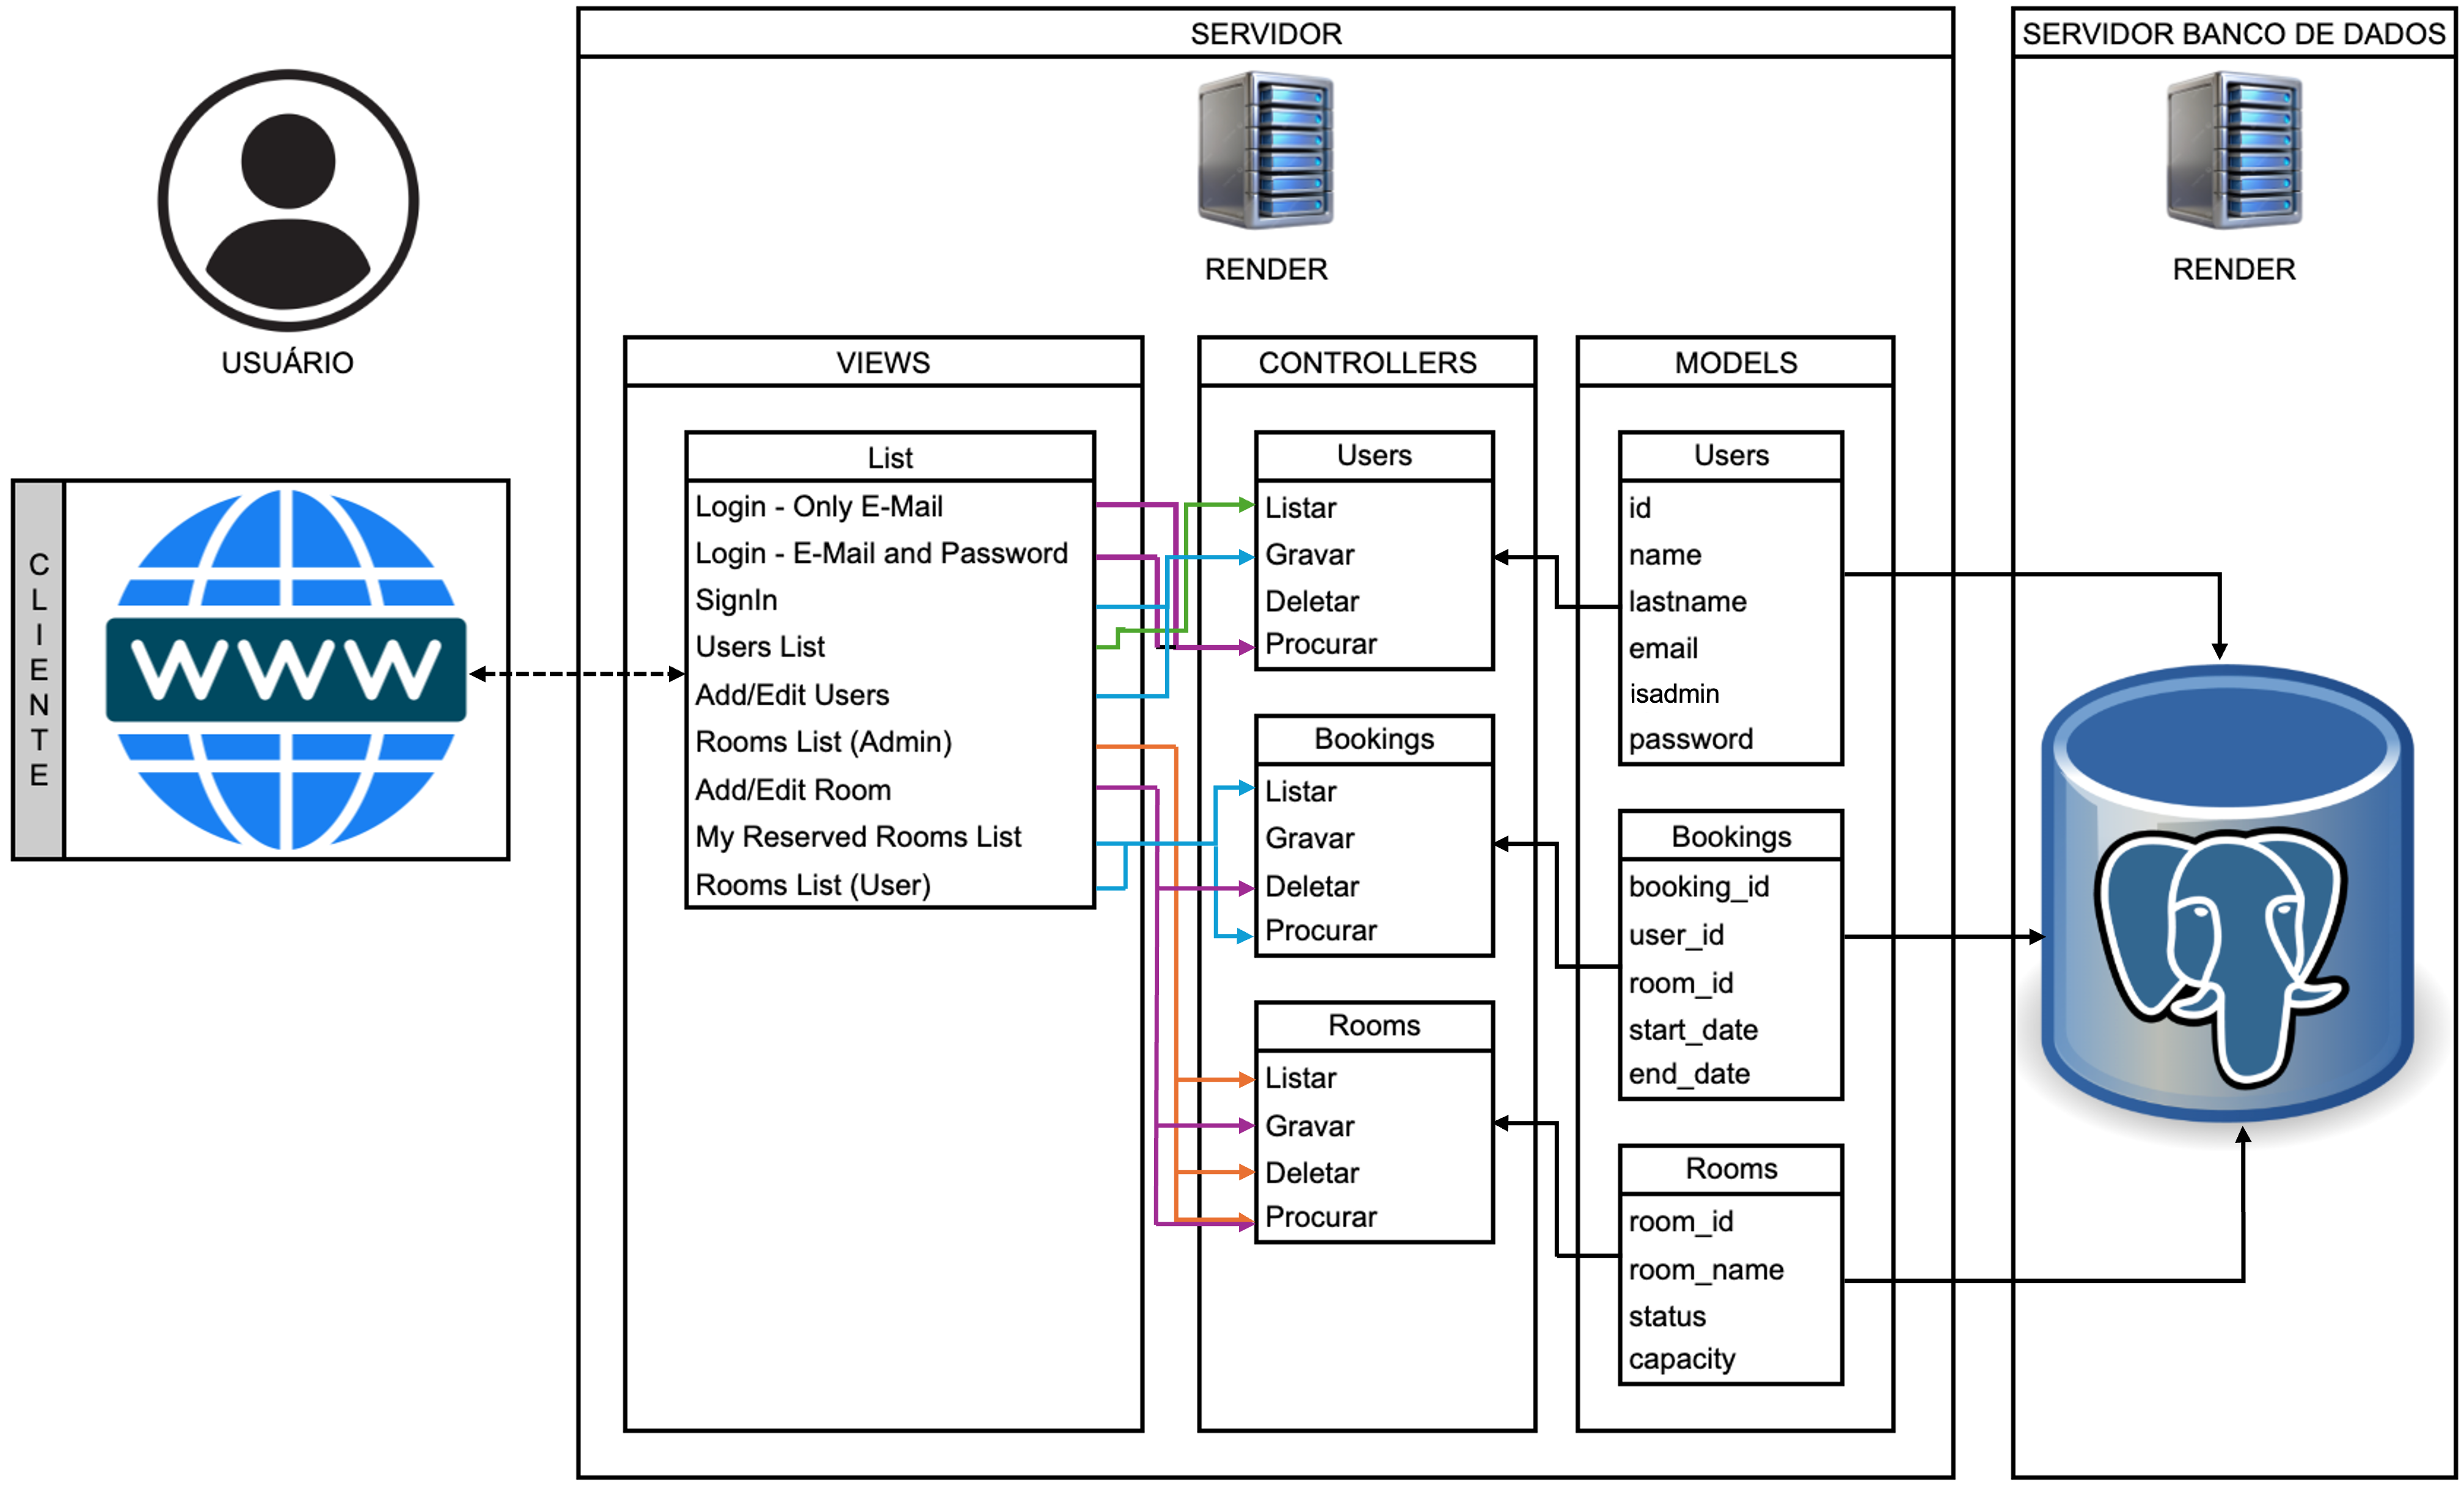 USUÁRIO
CLIENTE
WWW
SERVIDOR
RENDER
VIEWS
List
Login - Only E-Mail
Login - E-Mail and Password
SignIn
Users List
Add/Edit Users
Rooms List (Admin)
Add/Edit Room
My Reserved Rooms List
Rooms List (User)
CONTROLLERS
Users
Listar
Gravar
Deletar
Procurar
Bookings
Listar
Gravar
Deletar
Procurar
Rooms
Listar
Gravar
Deletar
Procurar
MODELS
Users
id
name
lastname
email
isadmin
password
Bookings
booking_id
user_id
room_id
start_date
end_date
Rooms
room_id
room_name
status
capacity
SERVIDOR BANCO DE DADOS
RENDER